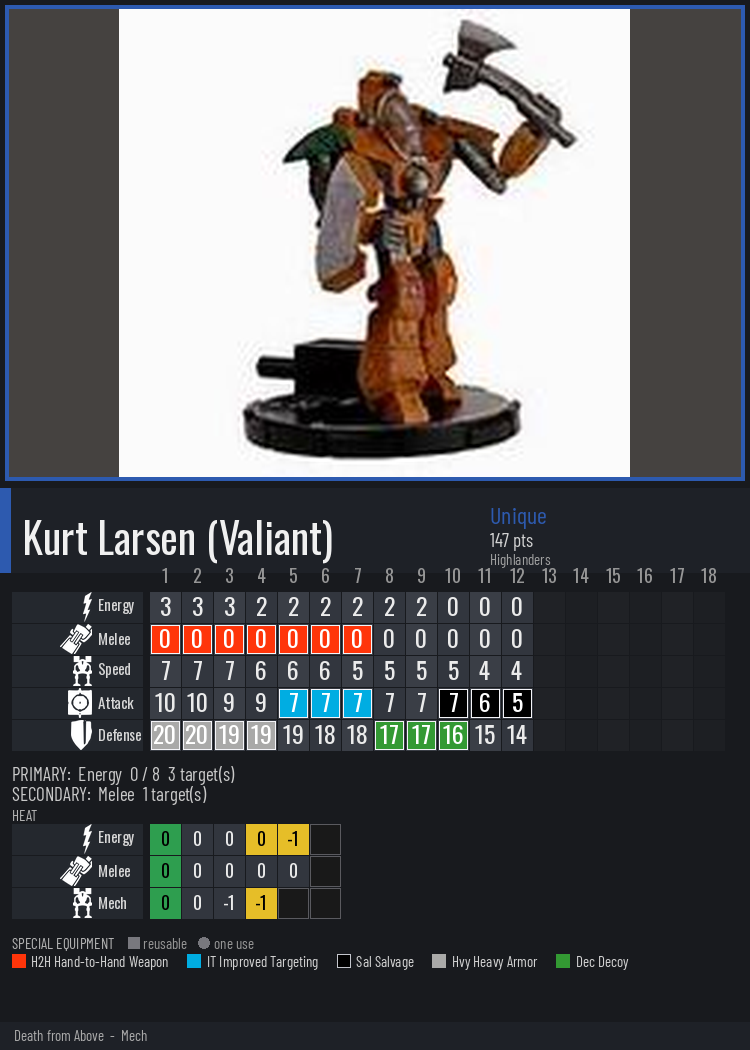 Kurt Larsen (Valiant)
Unique
147 pts
Highlanders
1 2 3 4 5 6 7 8 9 10 11 12 13 14 15 16 17 18
Energy 3 3 3 2 2 2 2 2 2 0 0 0
Melee 0 0 0 0 0 0 0 0 0 0 0 0
Speed 7 7 7 6 6 6 5 5 5 5 4 4
Attack 10 10 9 9 7 7 7 7 7 7 6 5
Defense 20 20 19 19 19 18 18 17 17 16 15 14
PRIMARY: Energy 0 / 8 3 target(s)
SECONDARY: Melee 1 target(s)
HEAT
Energy 0 0 0 0 -1
Melee 0 0 0 0 0
Mech 0 0 -1 -1
SPECIAL EQUIPMENT reusable one use
H2H Hand-to-Hand Weapon IT Improved Targeting Sal Salvage Hvy Heavy Armor Dec Decoy
Death from Above - Mech